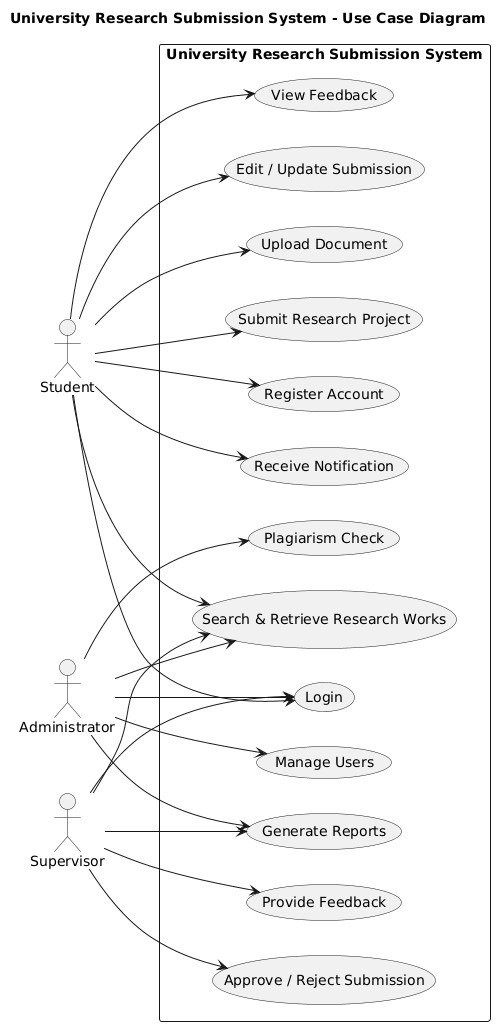 University Research Submission System - Use Case Diagram
University Research Submission System
View Feedback
Edit / Update Submission
Upload Document
Submit Research Project
Student
Register Account
Receive Notification
Plagiarism Check
Search & Retrieve Research Works
Login
Administrator
Manage Users
Generate Reports
Supervisor
Provide Feedback
Approve / Reject Submission